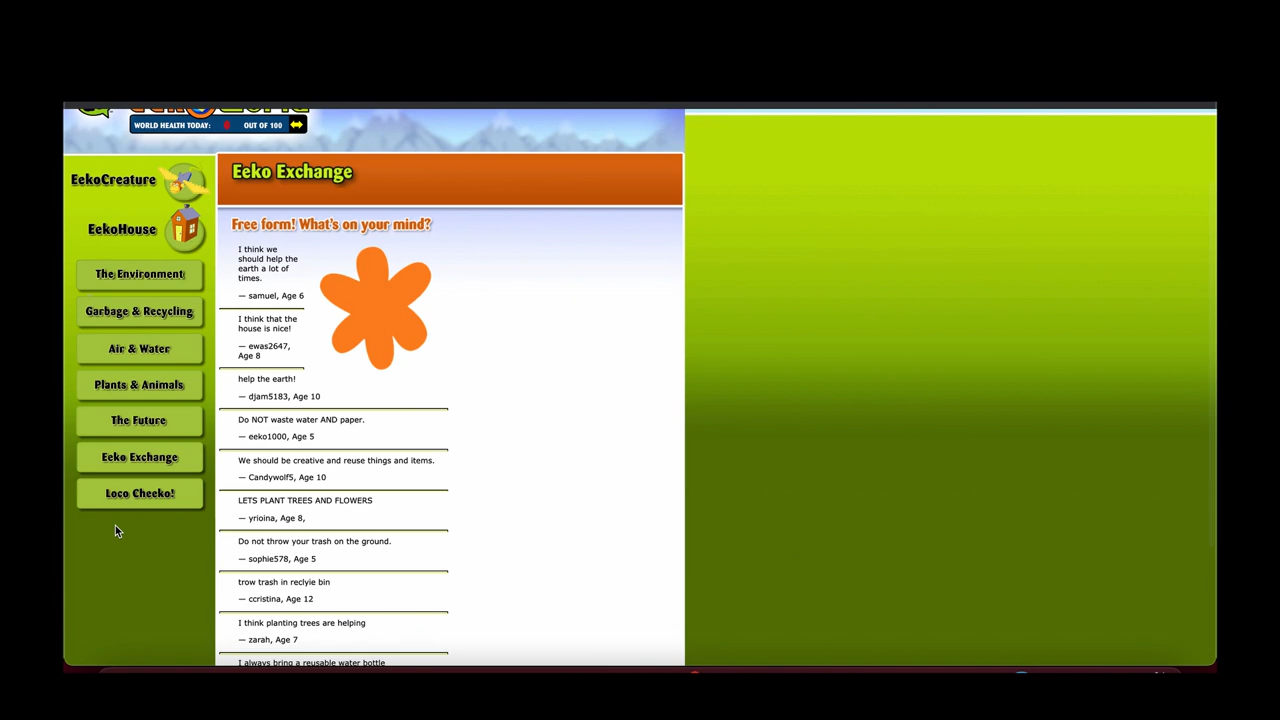 WORLD HEALTH TODAY: OUT OF 100
EekoCreature
EekoHouse
The Environment
Garbage & Recycling
Air & Water
Plants & Animals
The Future
Eeko Exchange
Loco Cheeko!
Eeko Exchange
Free form! What's on your mind?
I think we
should help the
earth a lot of
times.
— samuel, Age 6
I think that the
house is nice!
— ewas2647,
Age 8
help the earth!
— djam5183, Age 10
Do NOT waste water AND paper.
— eeko1000, Age 5
We should be creative and reuse things and items.
— Candywolf5, Age 10
LETS PLANT TREES AND FLOWERS
— yrioina, Age 8,
Do not throw your trash on the ground.
— sophie578, Age 5
trow trash in reclyie bin
— ccristina, Age 12
I think planting trees are helping
— zarah, Age 7
I always bring a reusable water bottle